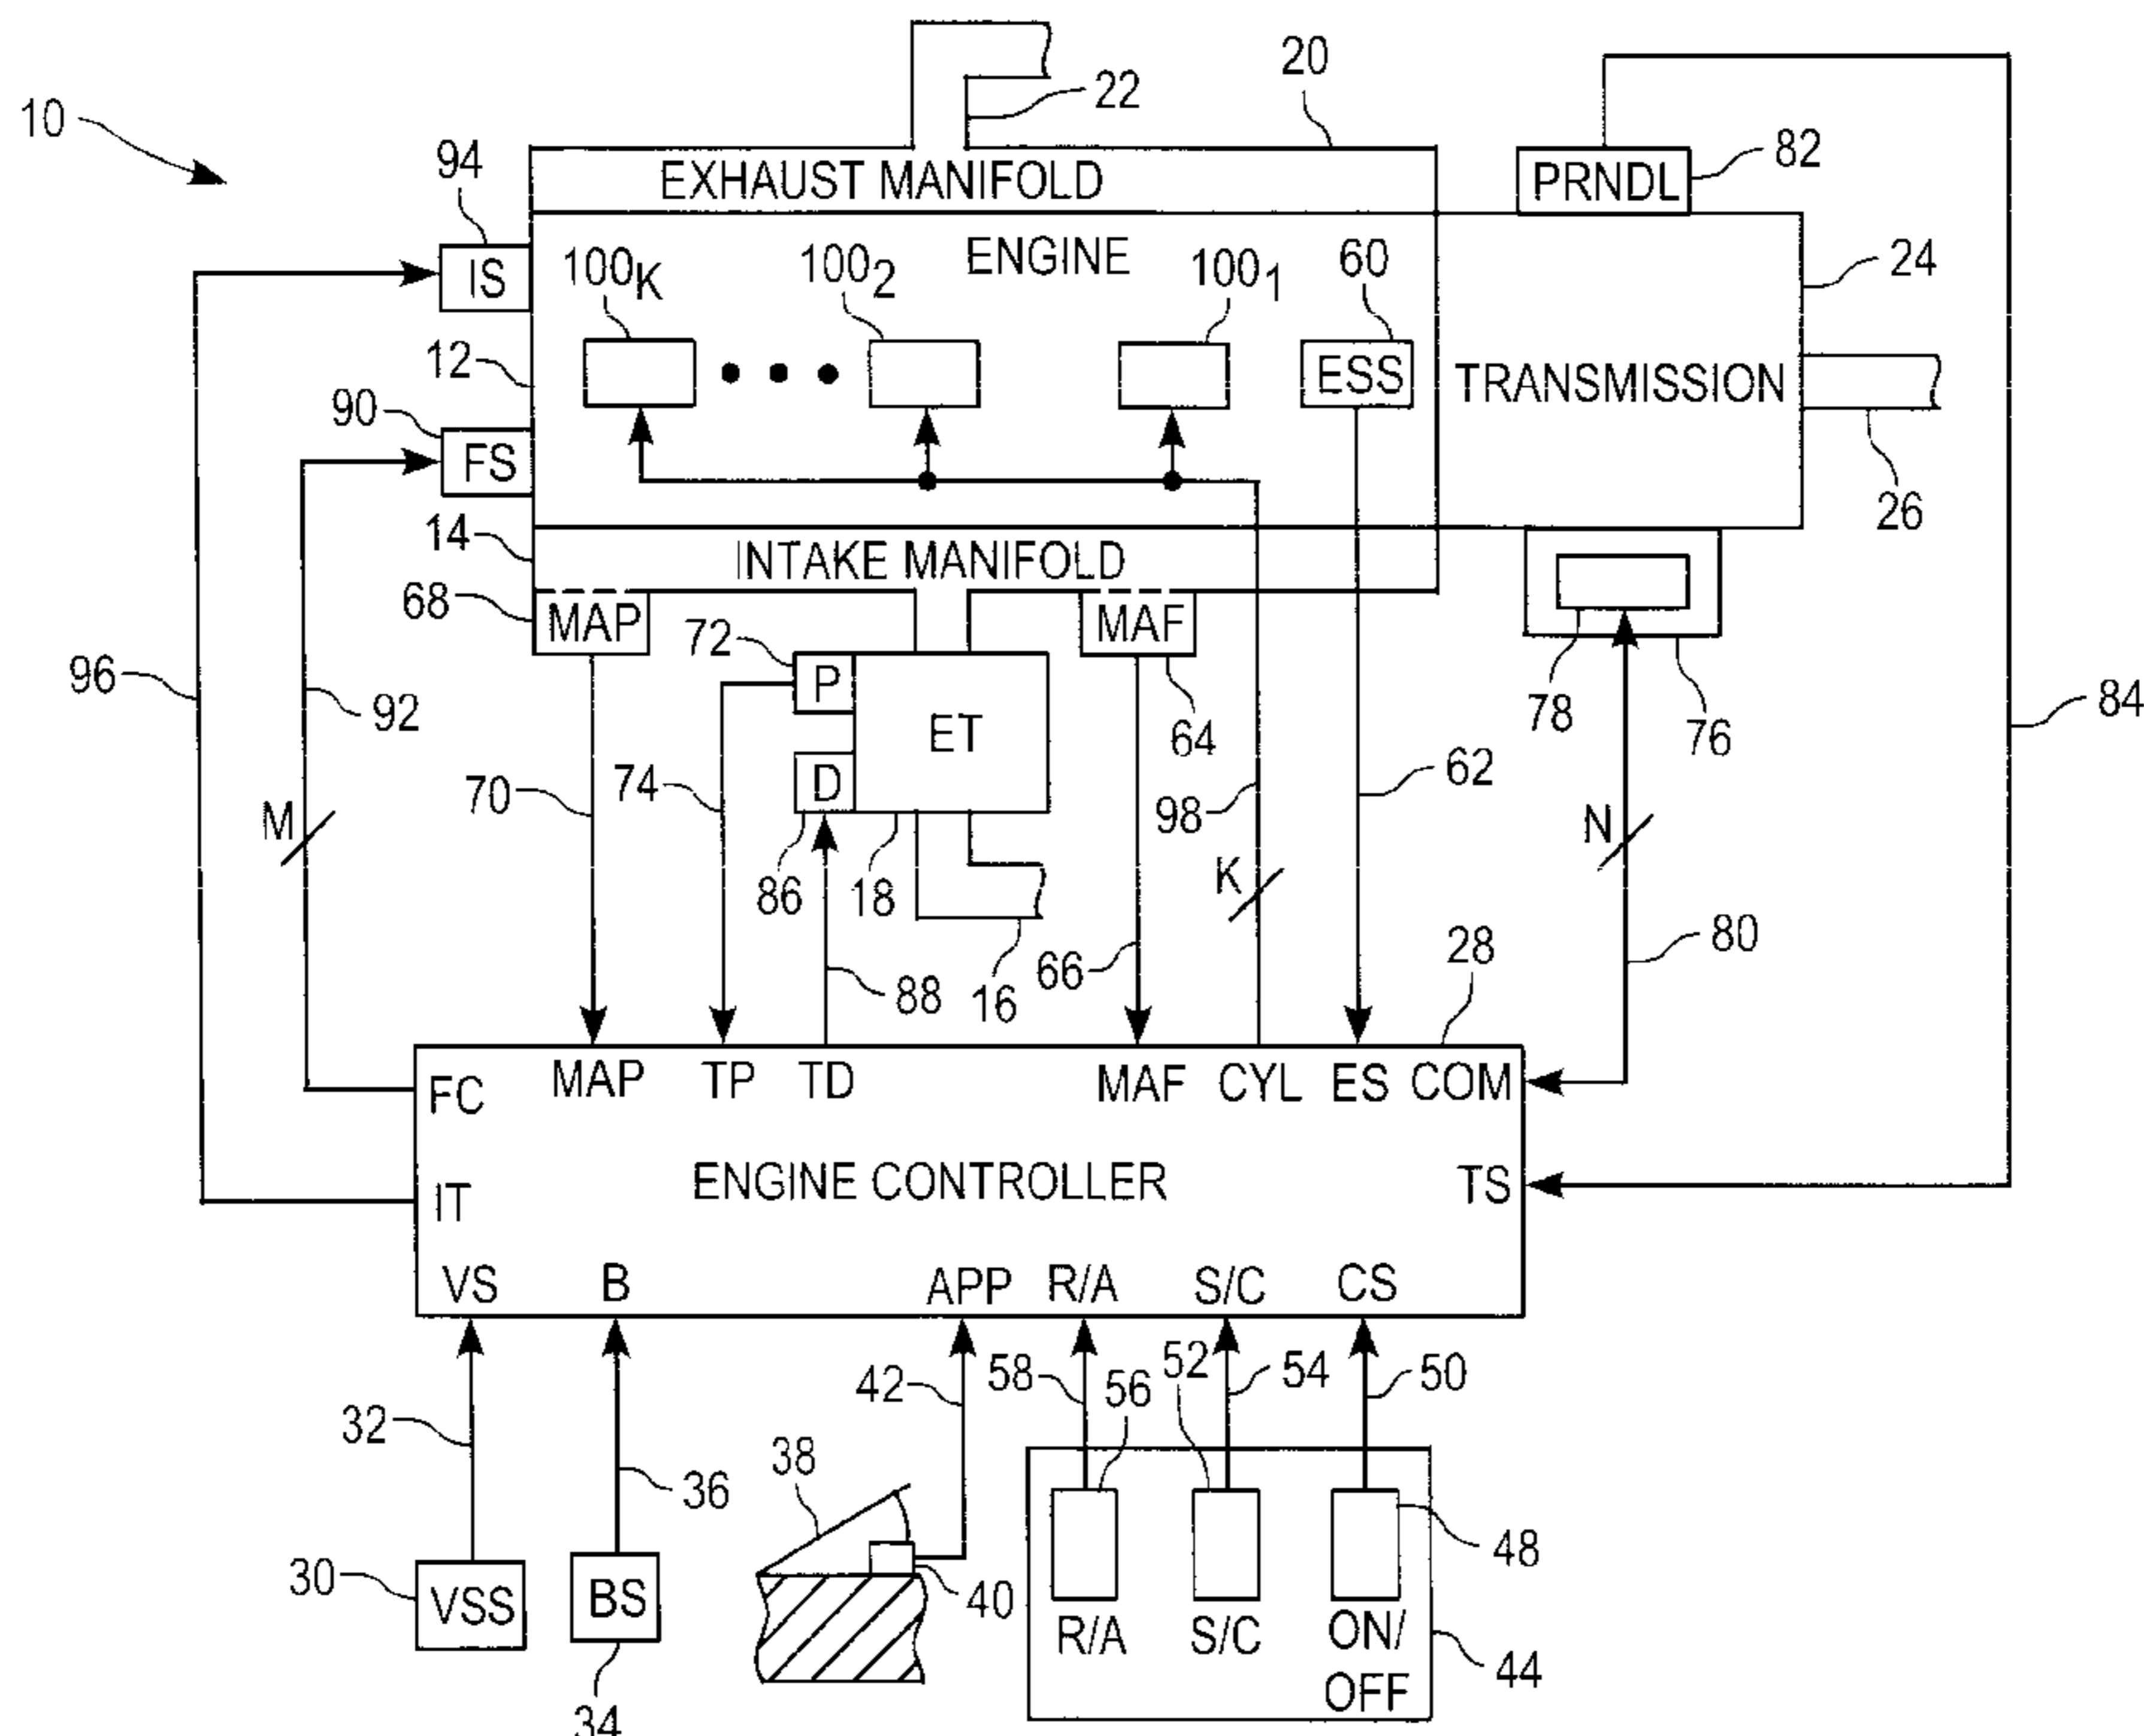 20
22
10
94
EXHAUST MANIFOLD
PRNDL
82
IS
100K
1002
ENGINE
1001
60
24
12
ESS
TRANSMISSION
90
FS
26
14
INTAKE MANIFOLD
68
MAP
72
MAF
P
96
92
ET
64
78
76
84
70
74
D
62
M
98
N
86
18
K
28
80
88
66
16
FC
MAP
TP
TD
MAF
CYL
ES
COM
ENGINE CONTROLLER
TS
IT
VS
B
APP
R/A
S/C
CS
32
42
58
56
52
54
50
36
38
30
VSS
BS
40
48
R/A
S/C
ON/
OFF
44
34